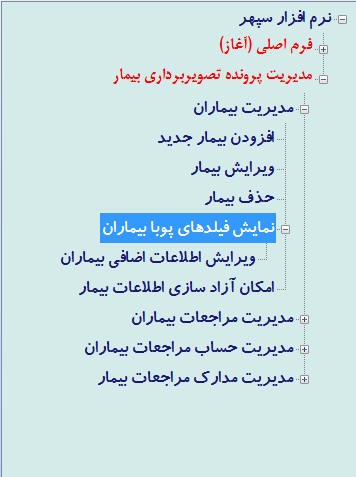 نرم افزار سپهر
فرم اصلی (آغاز)
مدیریت پرونده تصویربرداری بیمار
مدیریت بیماران
افزودن بیمار جدید
ویرایش بیمار
حذف بیمار
نمایش فیلدهای پویا بیماران
ویرایش اطلاعات اضافی بیماران
امکان آزاد سازی اطلاعات بیمار
مدیریت مراجعات بیماران
مدیریت حساب مراجعات بیماران
مدیریت مدارک مراجعات بیمار